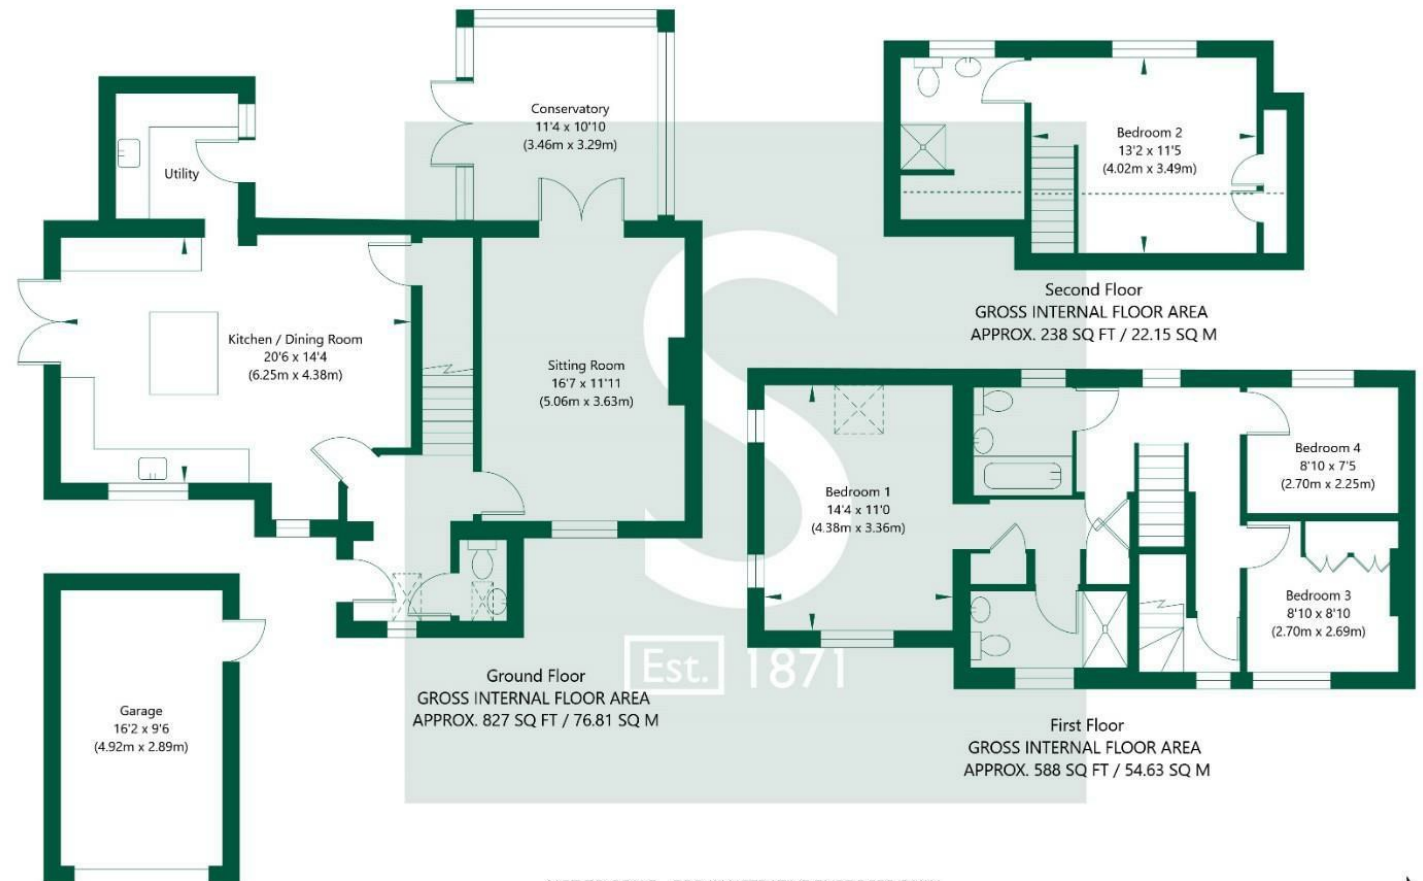 Conservatory
11'4 x 10'10
(3.46m x 3.29m)
Utility
Kitchen / Dining Room
20'6 x 14'4
(6.25m x 4.38m)
Sitting Room
16'7 x 11'11
(5.06m x 3.63m)
Bedroom 2
13'2 x 11'5
(4.02m x 3.49m)
Second Floor
GROSS INTERNAL FLOOR AREA
APPROX. 238 SQ FT / 22.15 SQ M
Bedroom 1
14'4 x 11'0
(4.38m x 3.36m)
Bedroom 4
8'10 x 7'5
(2.70m x 2.25m)
Bedroom 3
8'10 x 8'10
(2.70m x 2.69m)
Garage
16'2 x 9'6
(4.92m x 2.89m)
S
Est. 1871
Ground Floor
GROSS INTERNAL FLOOR AREA
APPROX. 827 SQ FT / 76.81 SQ M
First Floor
GROSS INTERNAL FLOOR AREA
APPROX. 588 SQ FT / 54.63 SQ M